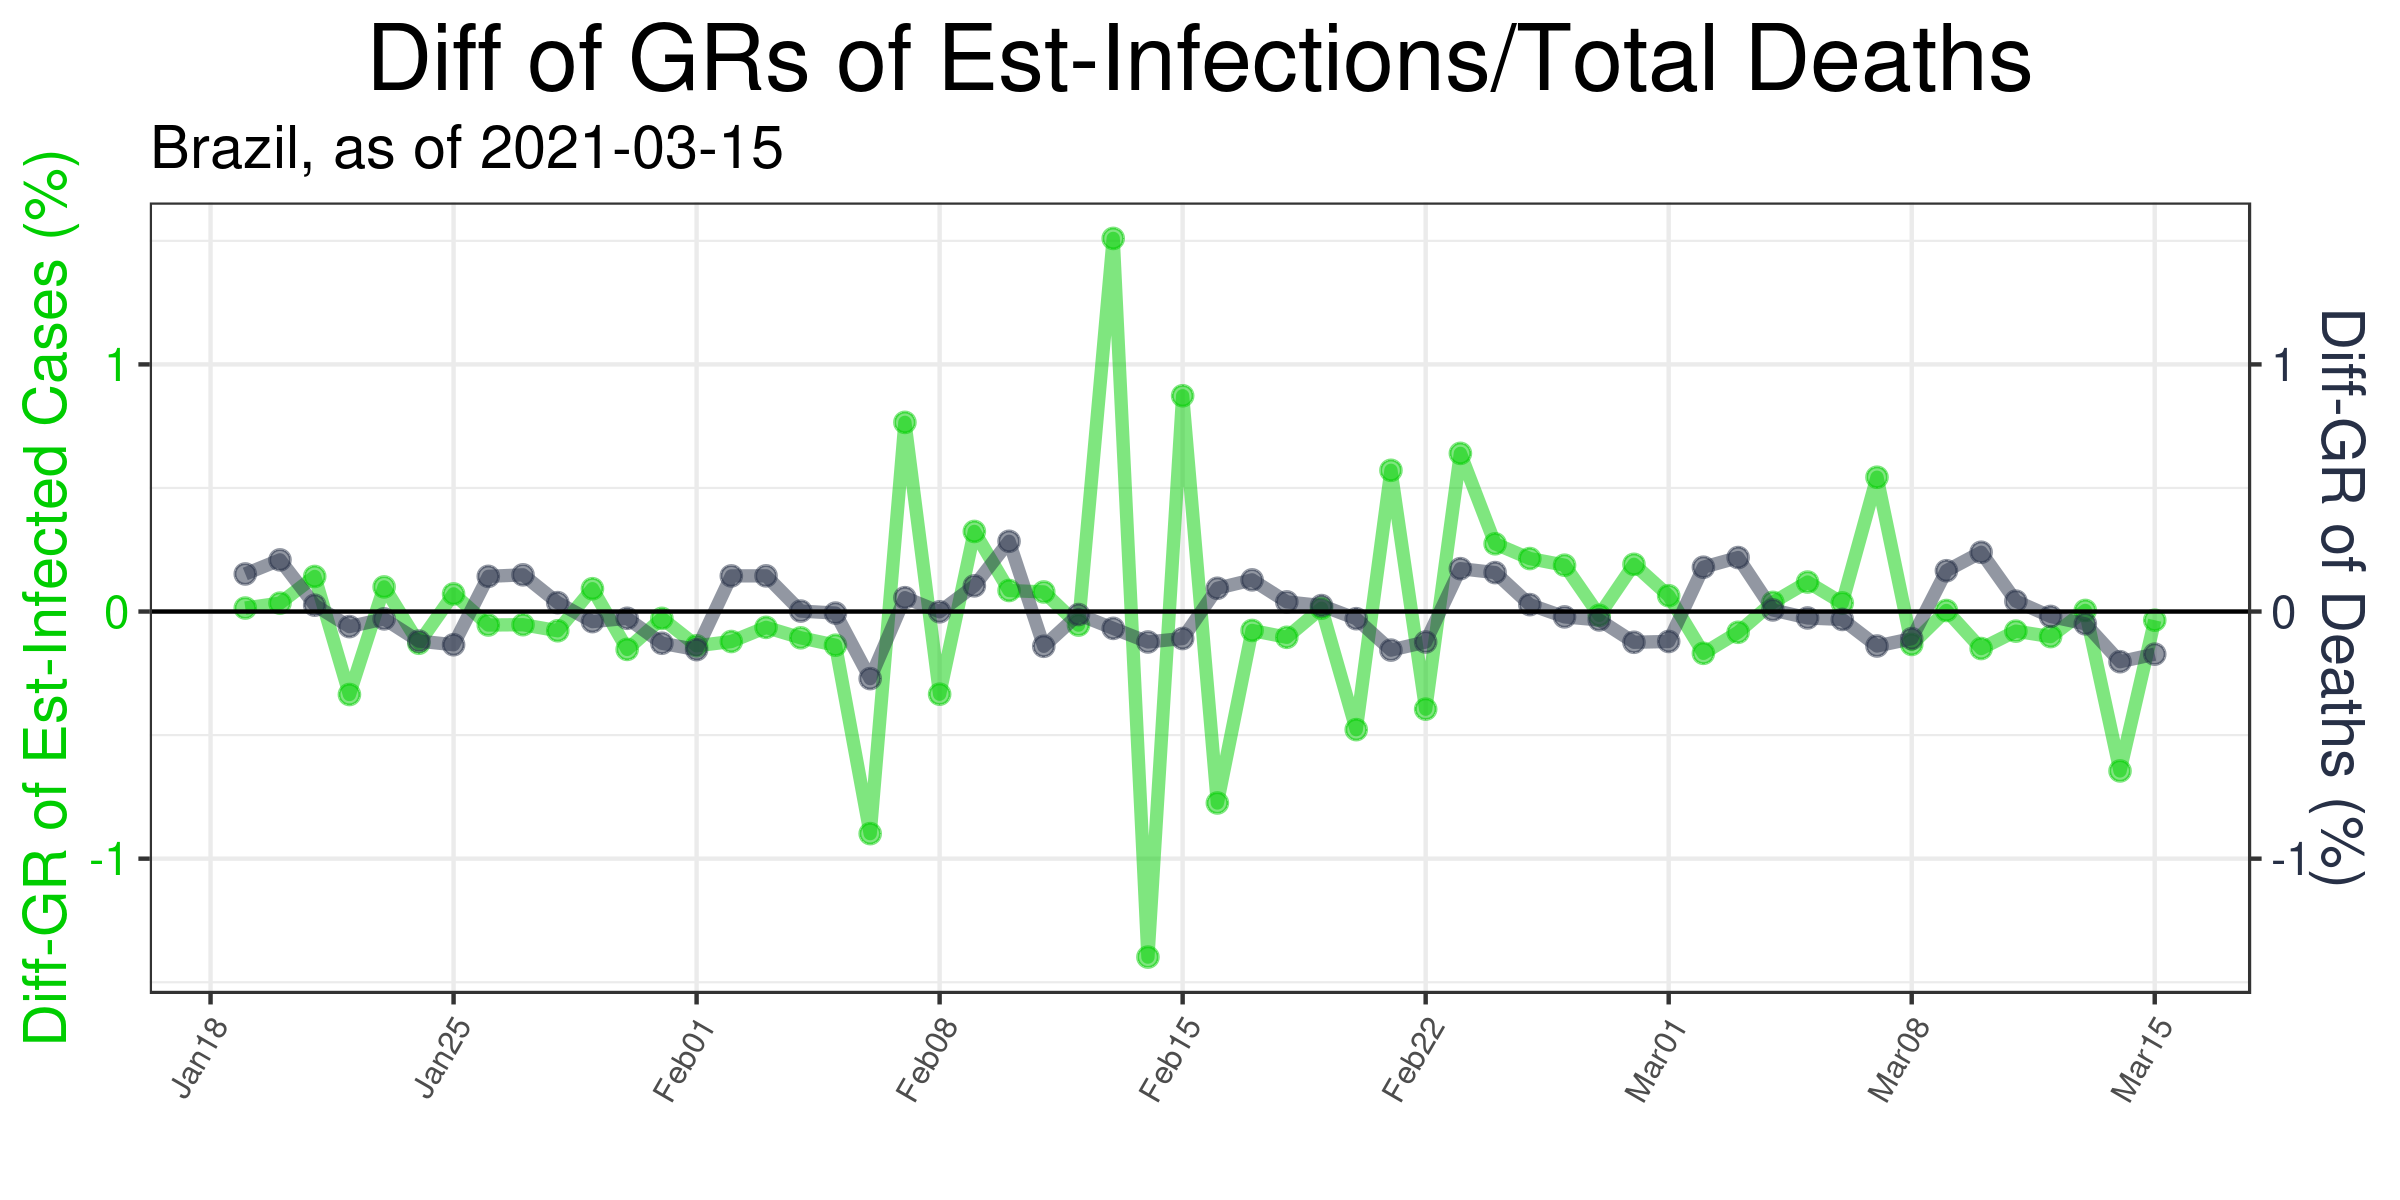 Diff of GRs of Est-Infections/Total Deaths
Brazil, as of 2021-03-15
Diff-GR of Est-Infected Cases (%)
1
0
-1
1
0
-1
Diff-GR of Deaths (%)
Jan18
Jan25
Feb01
Feb08
Feb15
Feb22
Mar01
Mar08
Mar15